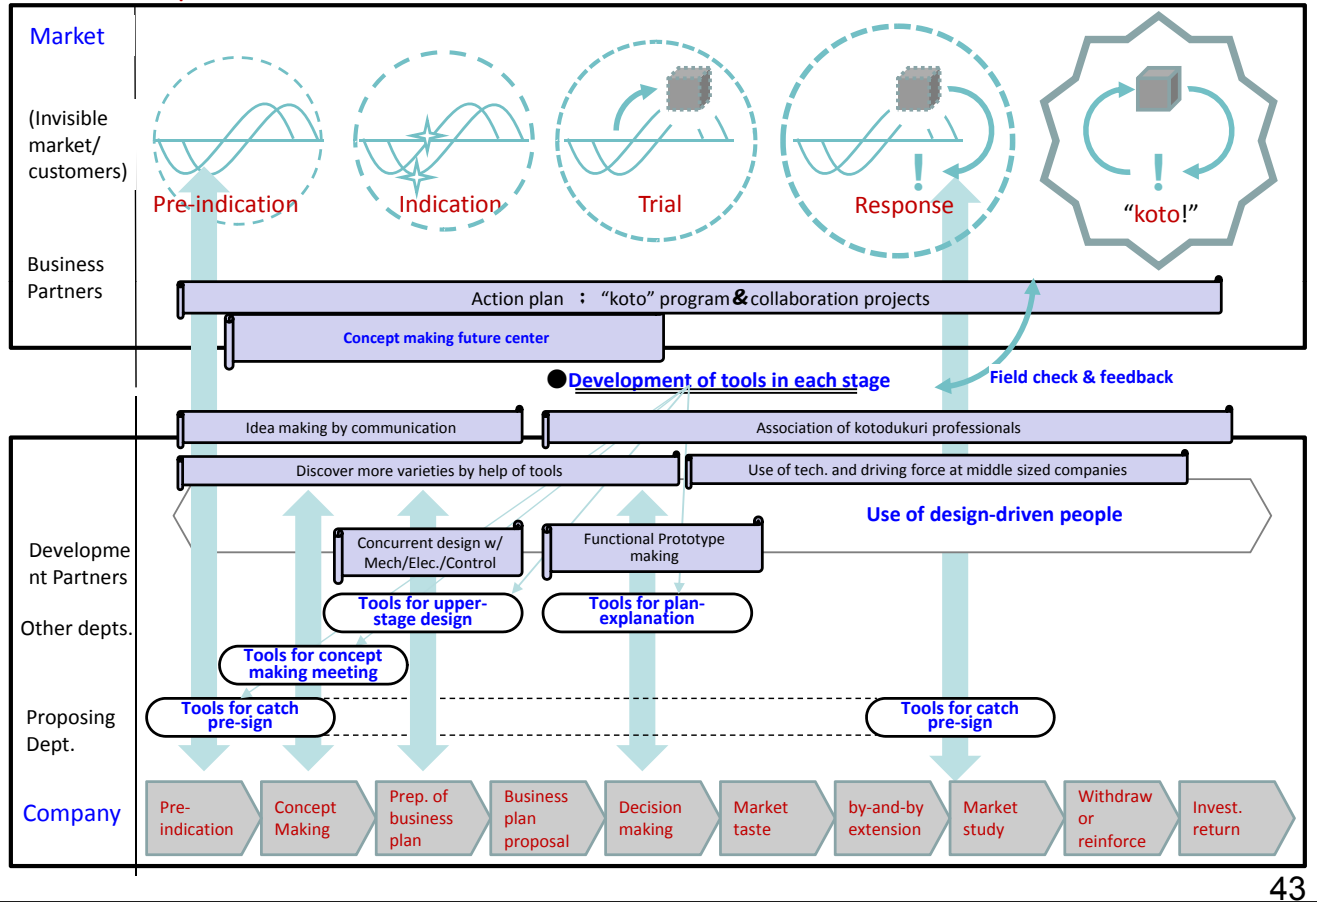 Market
(Invisible
market/
customers)
Pre-indication
Indication
Trial
Response
!
!
“koto!”
Business
Partners
Action plan ： “koto” program & collaboration projects
Concept making future center
●Development of tools in each stage
Field check & feedback
Idea making by communication
Association of kotodukuri professionals
Discover more varieties by help of tools
Use of tech. and driving force at middle sized companies
Use of design-driven people
Developme
nt Partners
Concurrent design w/
Mech/Elec./Control
Functional Prototype
making
Other depts.
Tools for upper-
stage design
Tools for plan-
explanation
Tools for concept
making meeting
Proposing
Dept.
Tools for catch
pre-sign
Tools for catch
pre-sign
Company
Pre-
indication
Concept
Making
Prep. of
business
plan
Business
plan
proposal
Decision
making
Market
taste
by-and-by
extension
Market
study
Withdraw
or
reinforce
Invest.
return
43